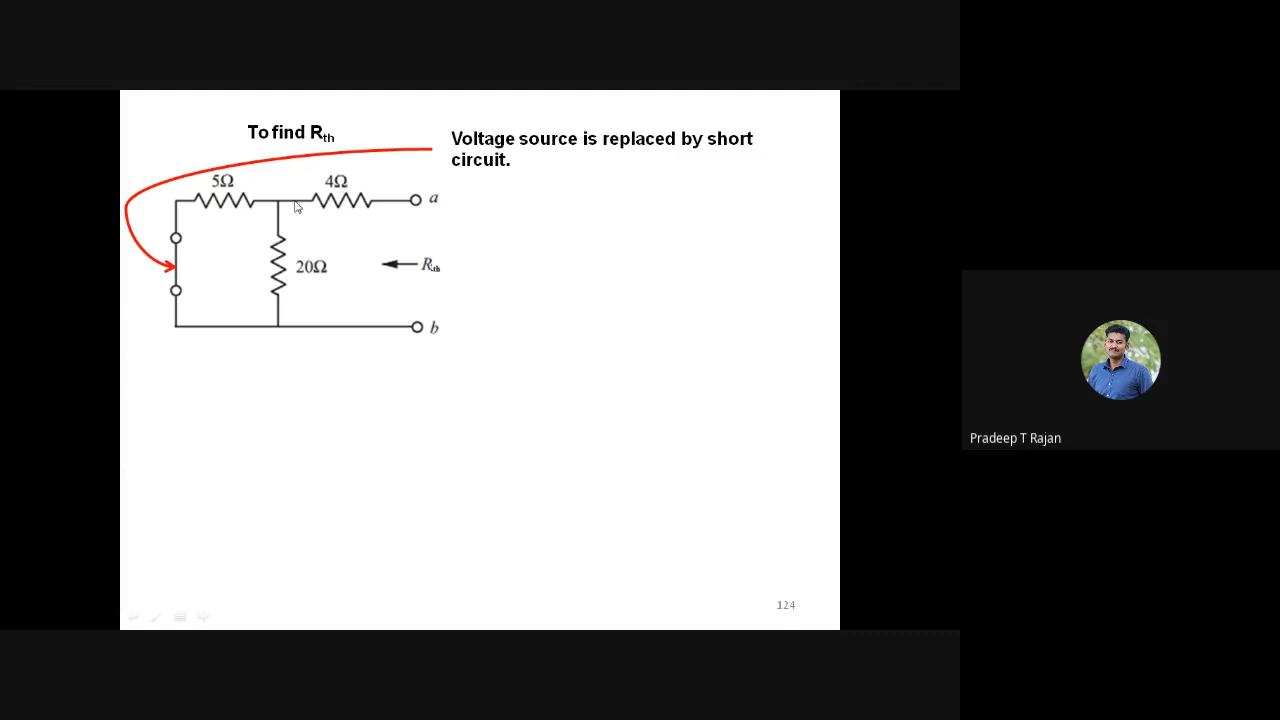 To find Rth
Voltage source is replaced by short
circuit.
5Ω
4Ω
a
20Ω
Rth
b
Pradeep T Rajan
124